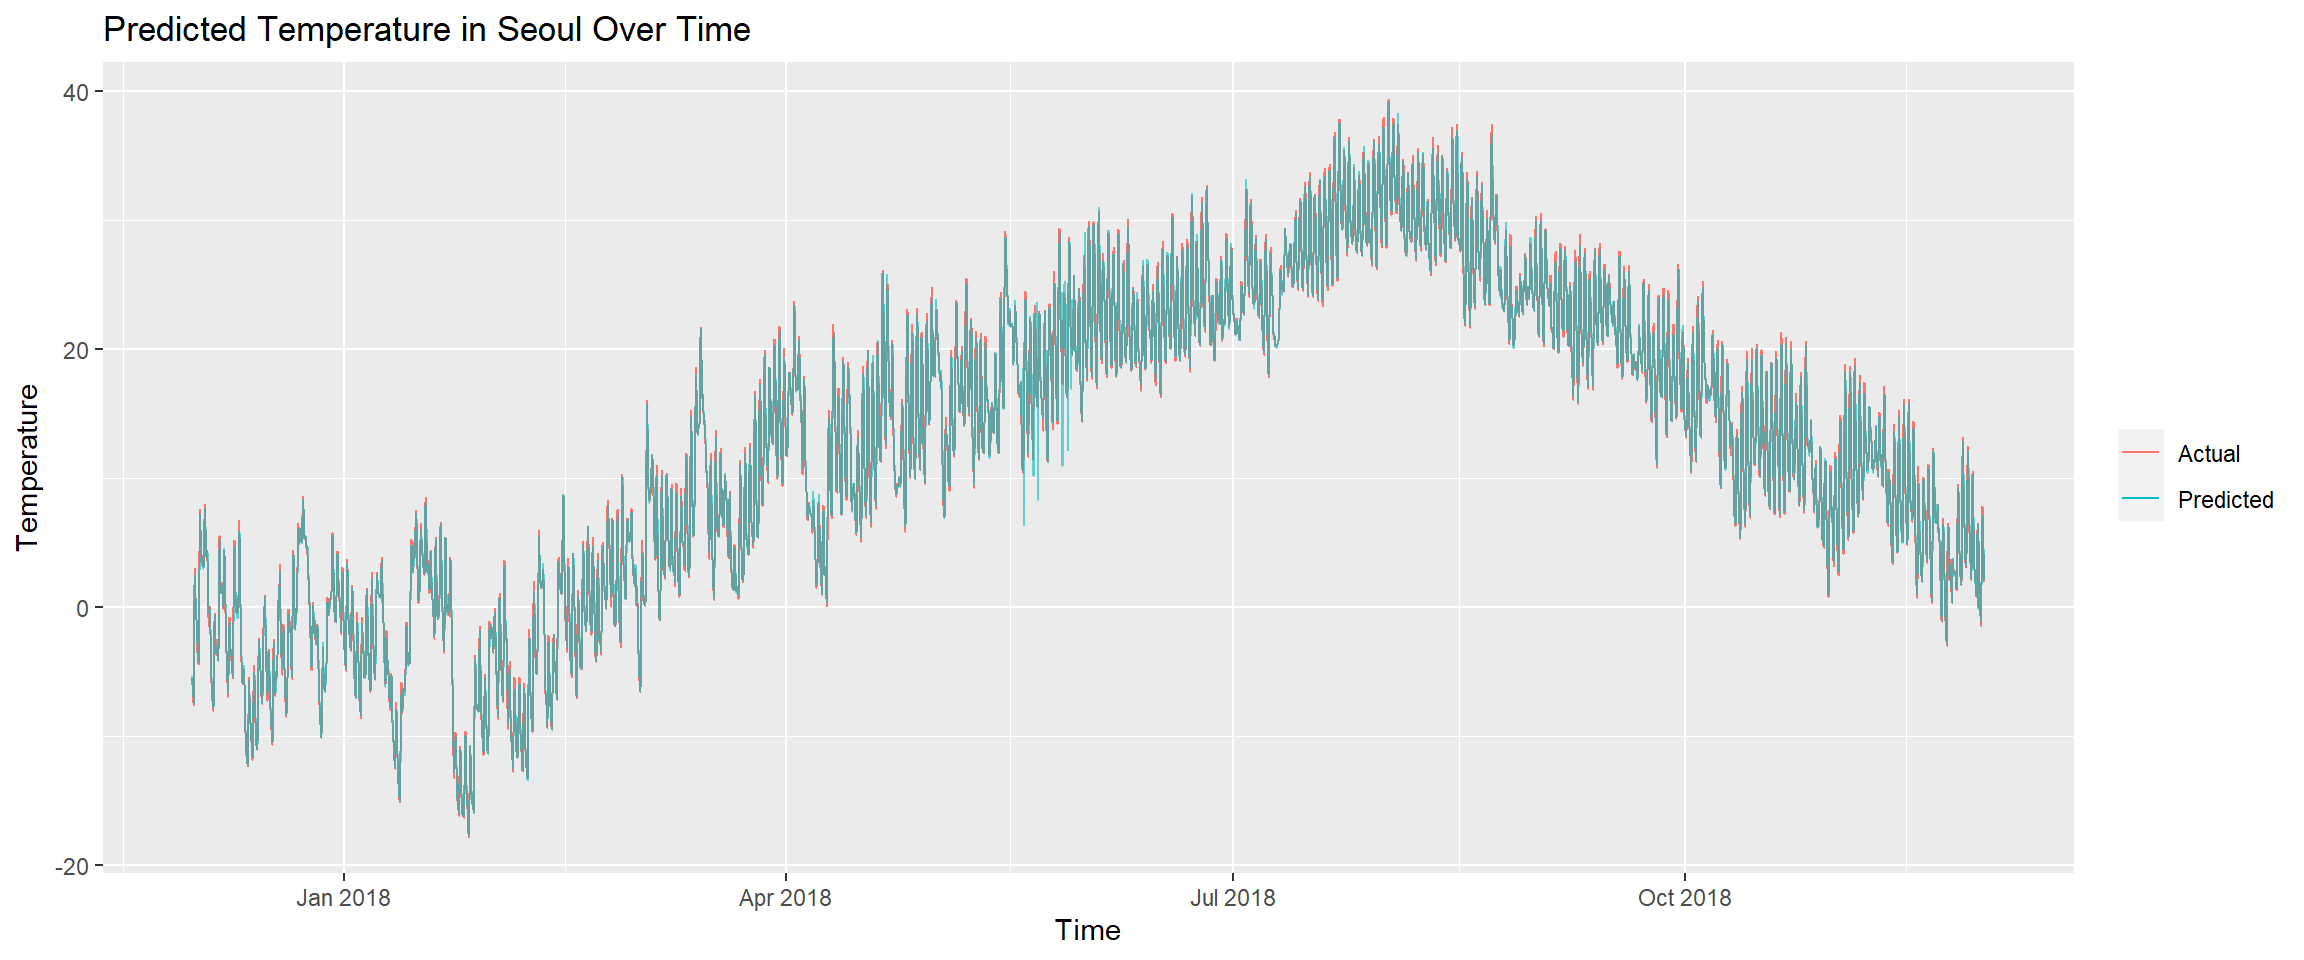 Predicted Temperature in Seoul Over Time
40
20
0
-20
Temperature
Jan 2018
Apr 2018
Jul 2018
Oct 2018
Time
Actual
Predicted